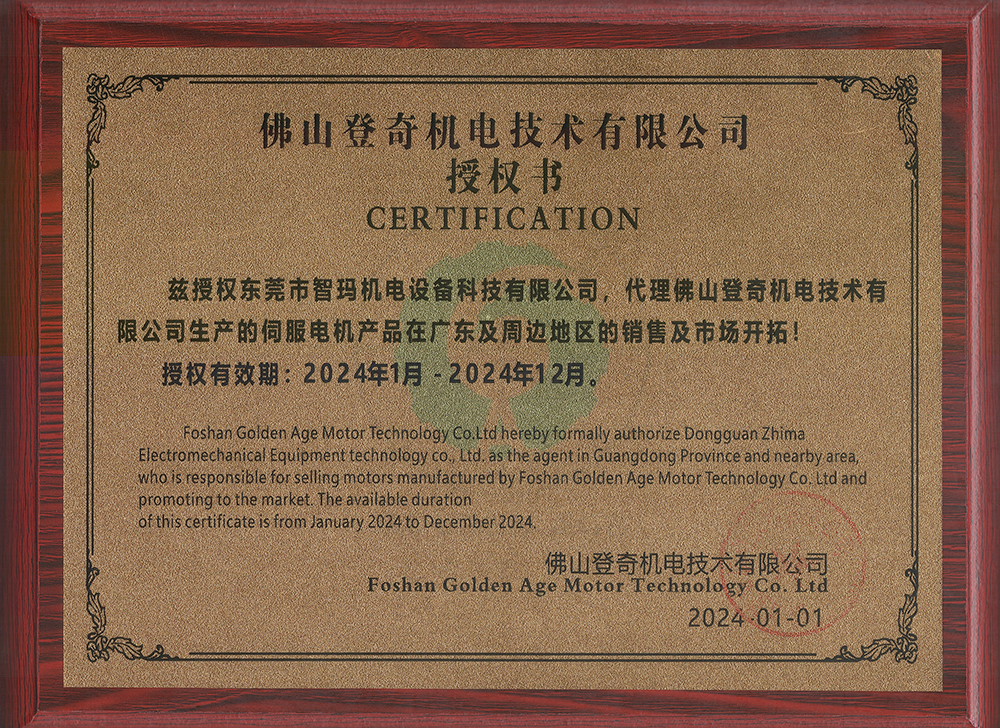 佛山登奇机电技术有限公司
授权书
CERTIFICATION
兹授权东莞市智玛机电设备科技有限公司，代理佛山登奇机电技术有
限公司生产的伺服电机产品在广东及周边地区的销售及市场开拓！
授权有效期：2024年1月 - 2024年12月。
Foshan Golden Age Motor Technology Co.Ltd hereby formally authorize Dongguan Zhima
Electromechanical Equipment technology co., Ltd. as the agent in Guangdong Province and nearby area,
who is responsible for selling motors manufactured by Foshan Golden Age Motor Technology Co. Ltd and
promoting to the market. The available duration
of this certificate is from January 2024 to December 2024.
佛山登奇机电技术有限公司
Foshan Golden Age Motor Technology Co. Ltd
2024-01-01